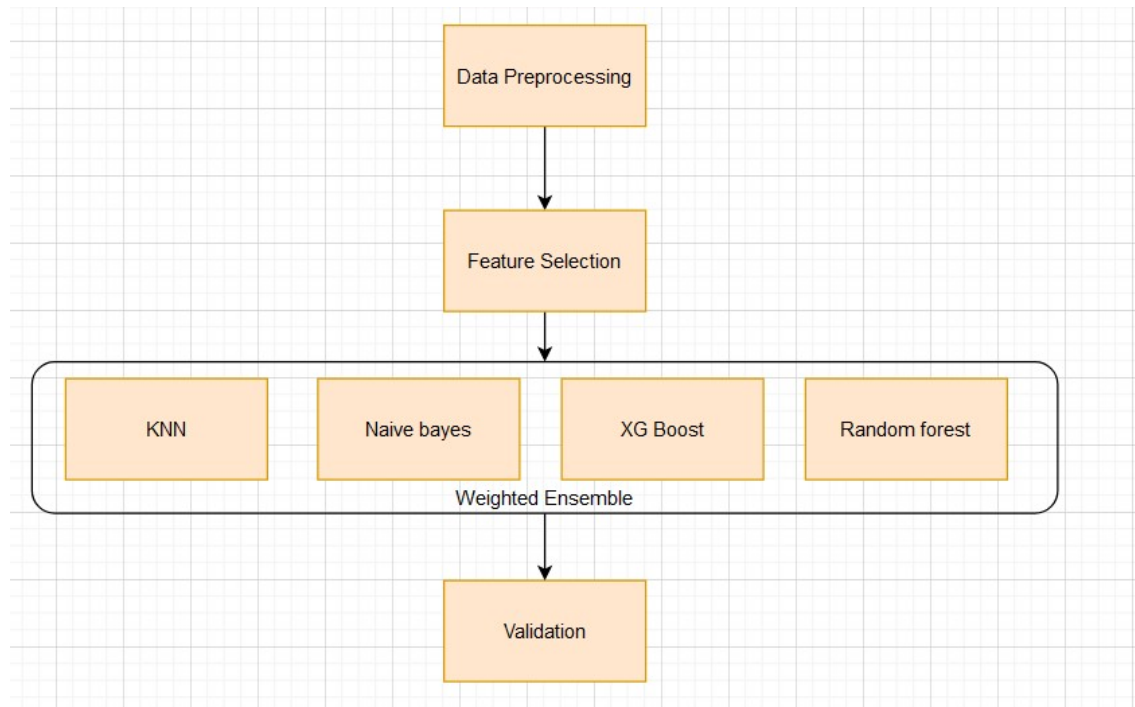 Data Preprocessing
Feature Selection
KNN
Naive bayes
XG Boost
Random forest
Weighted Ensemble
Validation